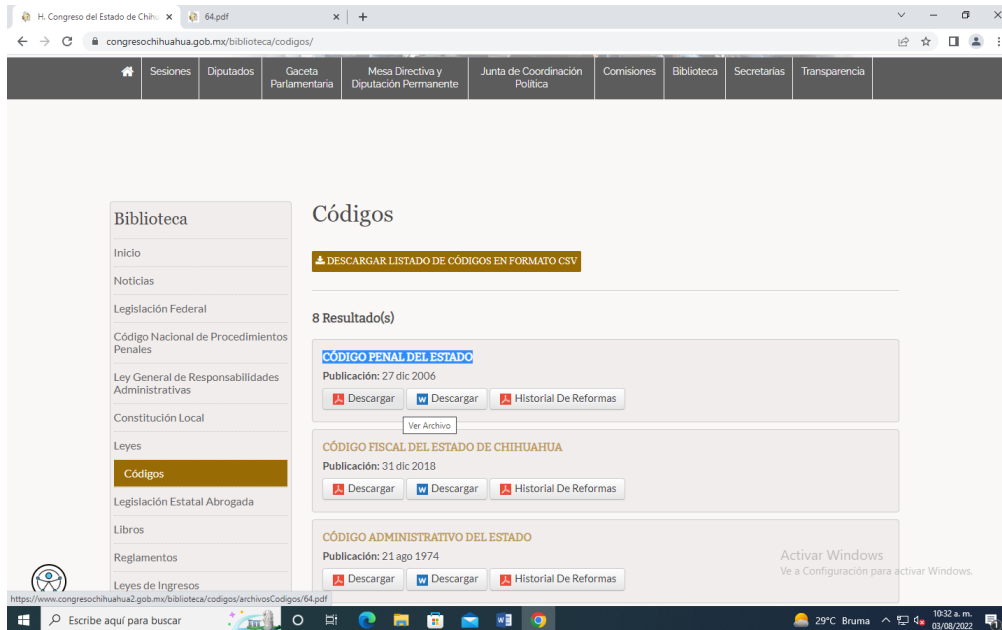 H. Congreso del Estado de Chihu
64.pdf
congresochihuahua.gob.mx/biblioteca/codigos/
Sesiones
Diputados
Gaceta
Parlamentaria
Mesa Directiva y
Diputación Permanente
Junta de Coordinación
Política
Comisiones
Biblioteca
Secretarías
Transparencia
Biblioteca
Inicio
Noticias
Legislación Federal
Código Nacional de Procedimientos
Penales
Ley General de Responsabilidades
Administrativas
Constitución Local
Leyes
Códigos
Legislación Estatal Abrogada
Libros
Reglamentos
Leyes de Ingresos
Códigos
DESCARGAR LISTADO DE CÓDIGOS EN FORMATO CSV
8 Resultado(s)
CÓDIGO PENAL DEL ESTADO
Publicación: 27 dic 2006
Descargar
Descargar
Historial De Reformas
Ver Archivo
CÓDIGO FISCAL DEL ESTADO DE CHIHUAHUA
Publicación: 31 dic 2018
Descargar
Descargar
Historial De Reformas
CÓDIGO ADMINISTRATIVO DEL ESTADO
Publicación: 21 ago 1974
Descargar
Descargar
Historial De Reformas
Activar Windows
Ve a Configuración para activar Windows.
https://www.congresochihuahua2.gob.mx/biblioteca/codigos/archivosCodigos/64.pdf
Escribe aquí para buscar
29°C Bruma
10:32 a. m.
03/08/2022